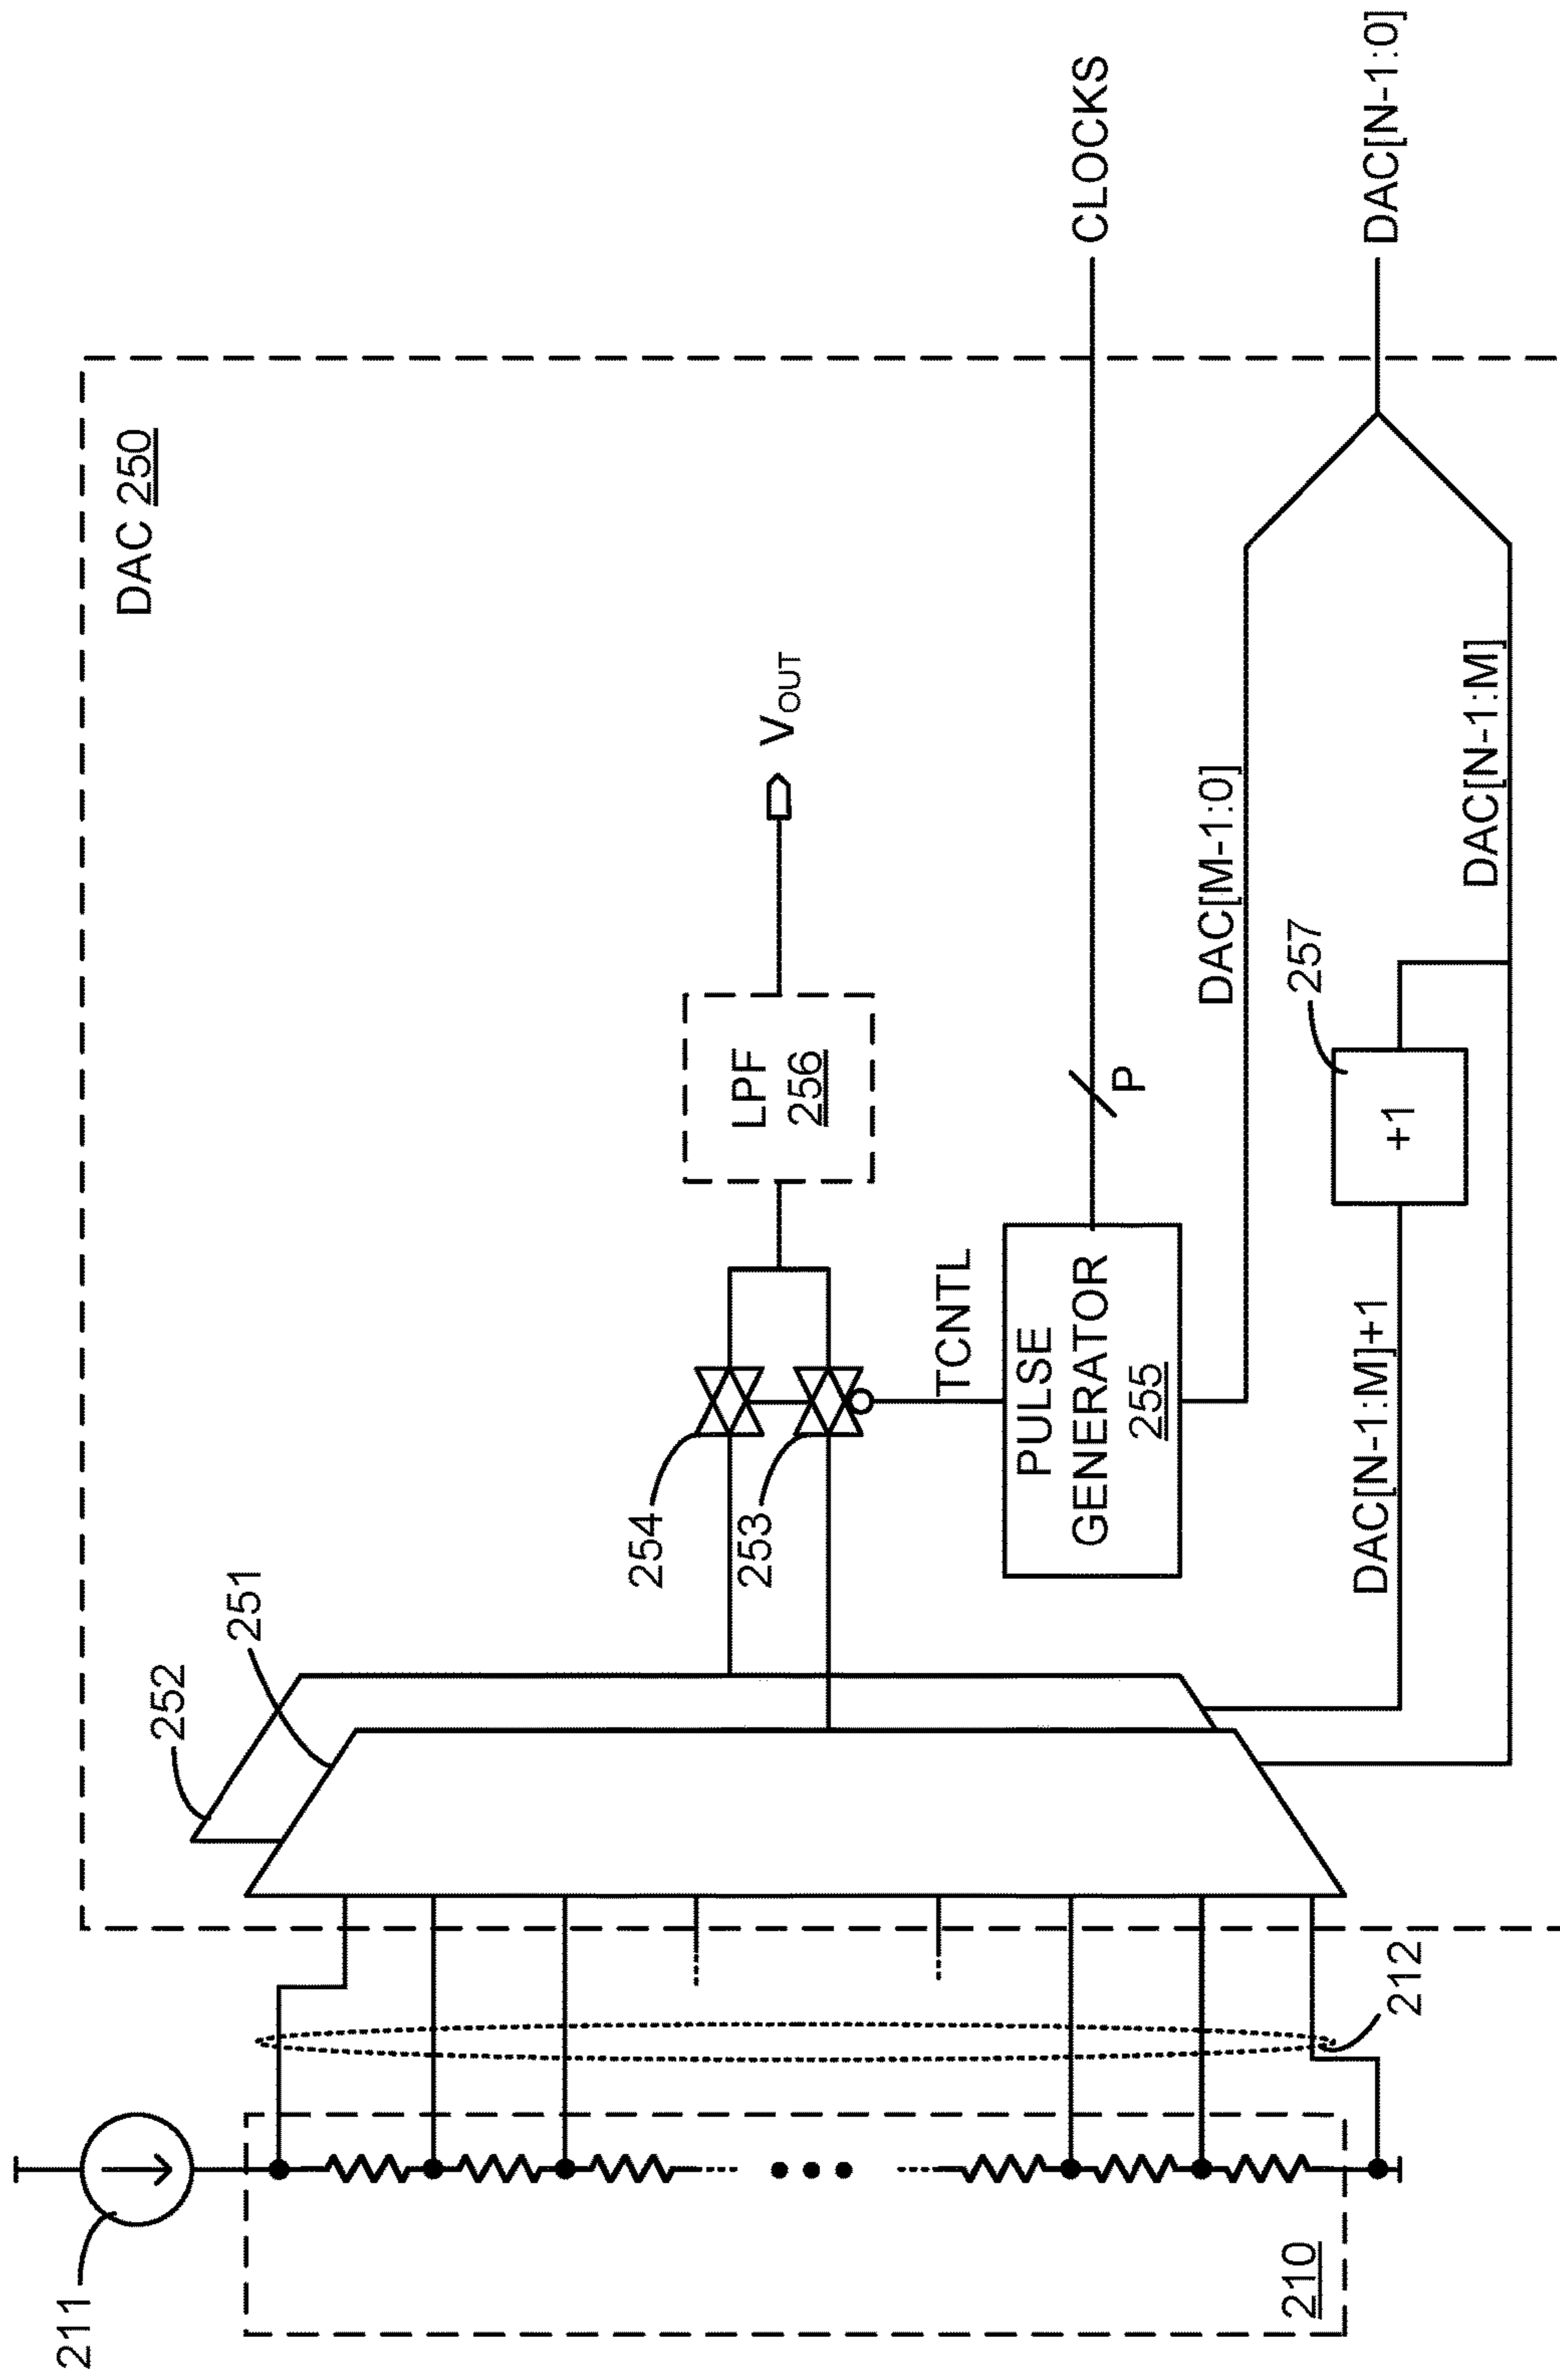 211
210
212
252
251
DAC 250
254
253
LPF
256
VOUT
TCNTL
PULSE
GENERATOR
255
P
CLOCKS
DAC[M-1:0]
257
+1
DAC[N-1:M]+1
DAC[N-1:M]
DAC[N-1:0]